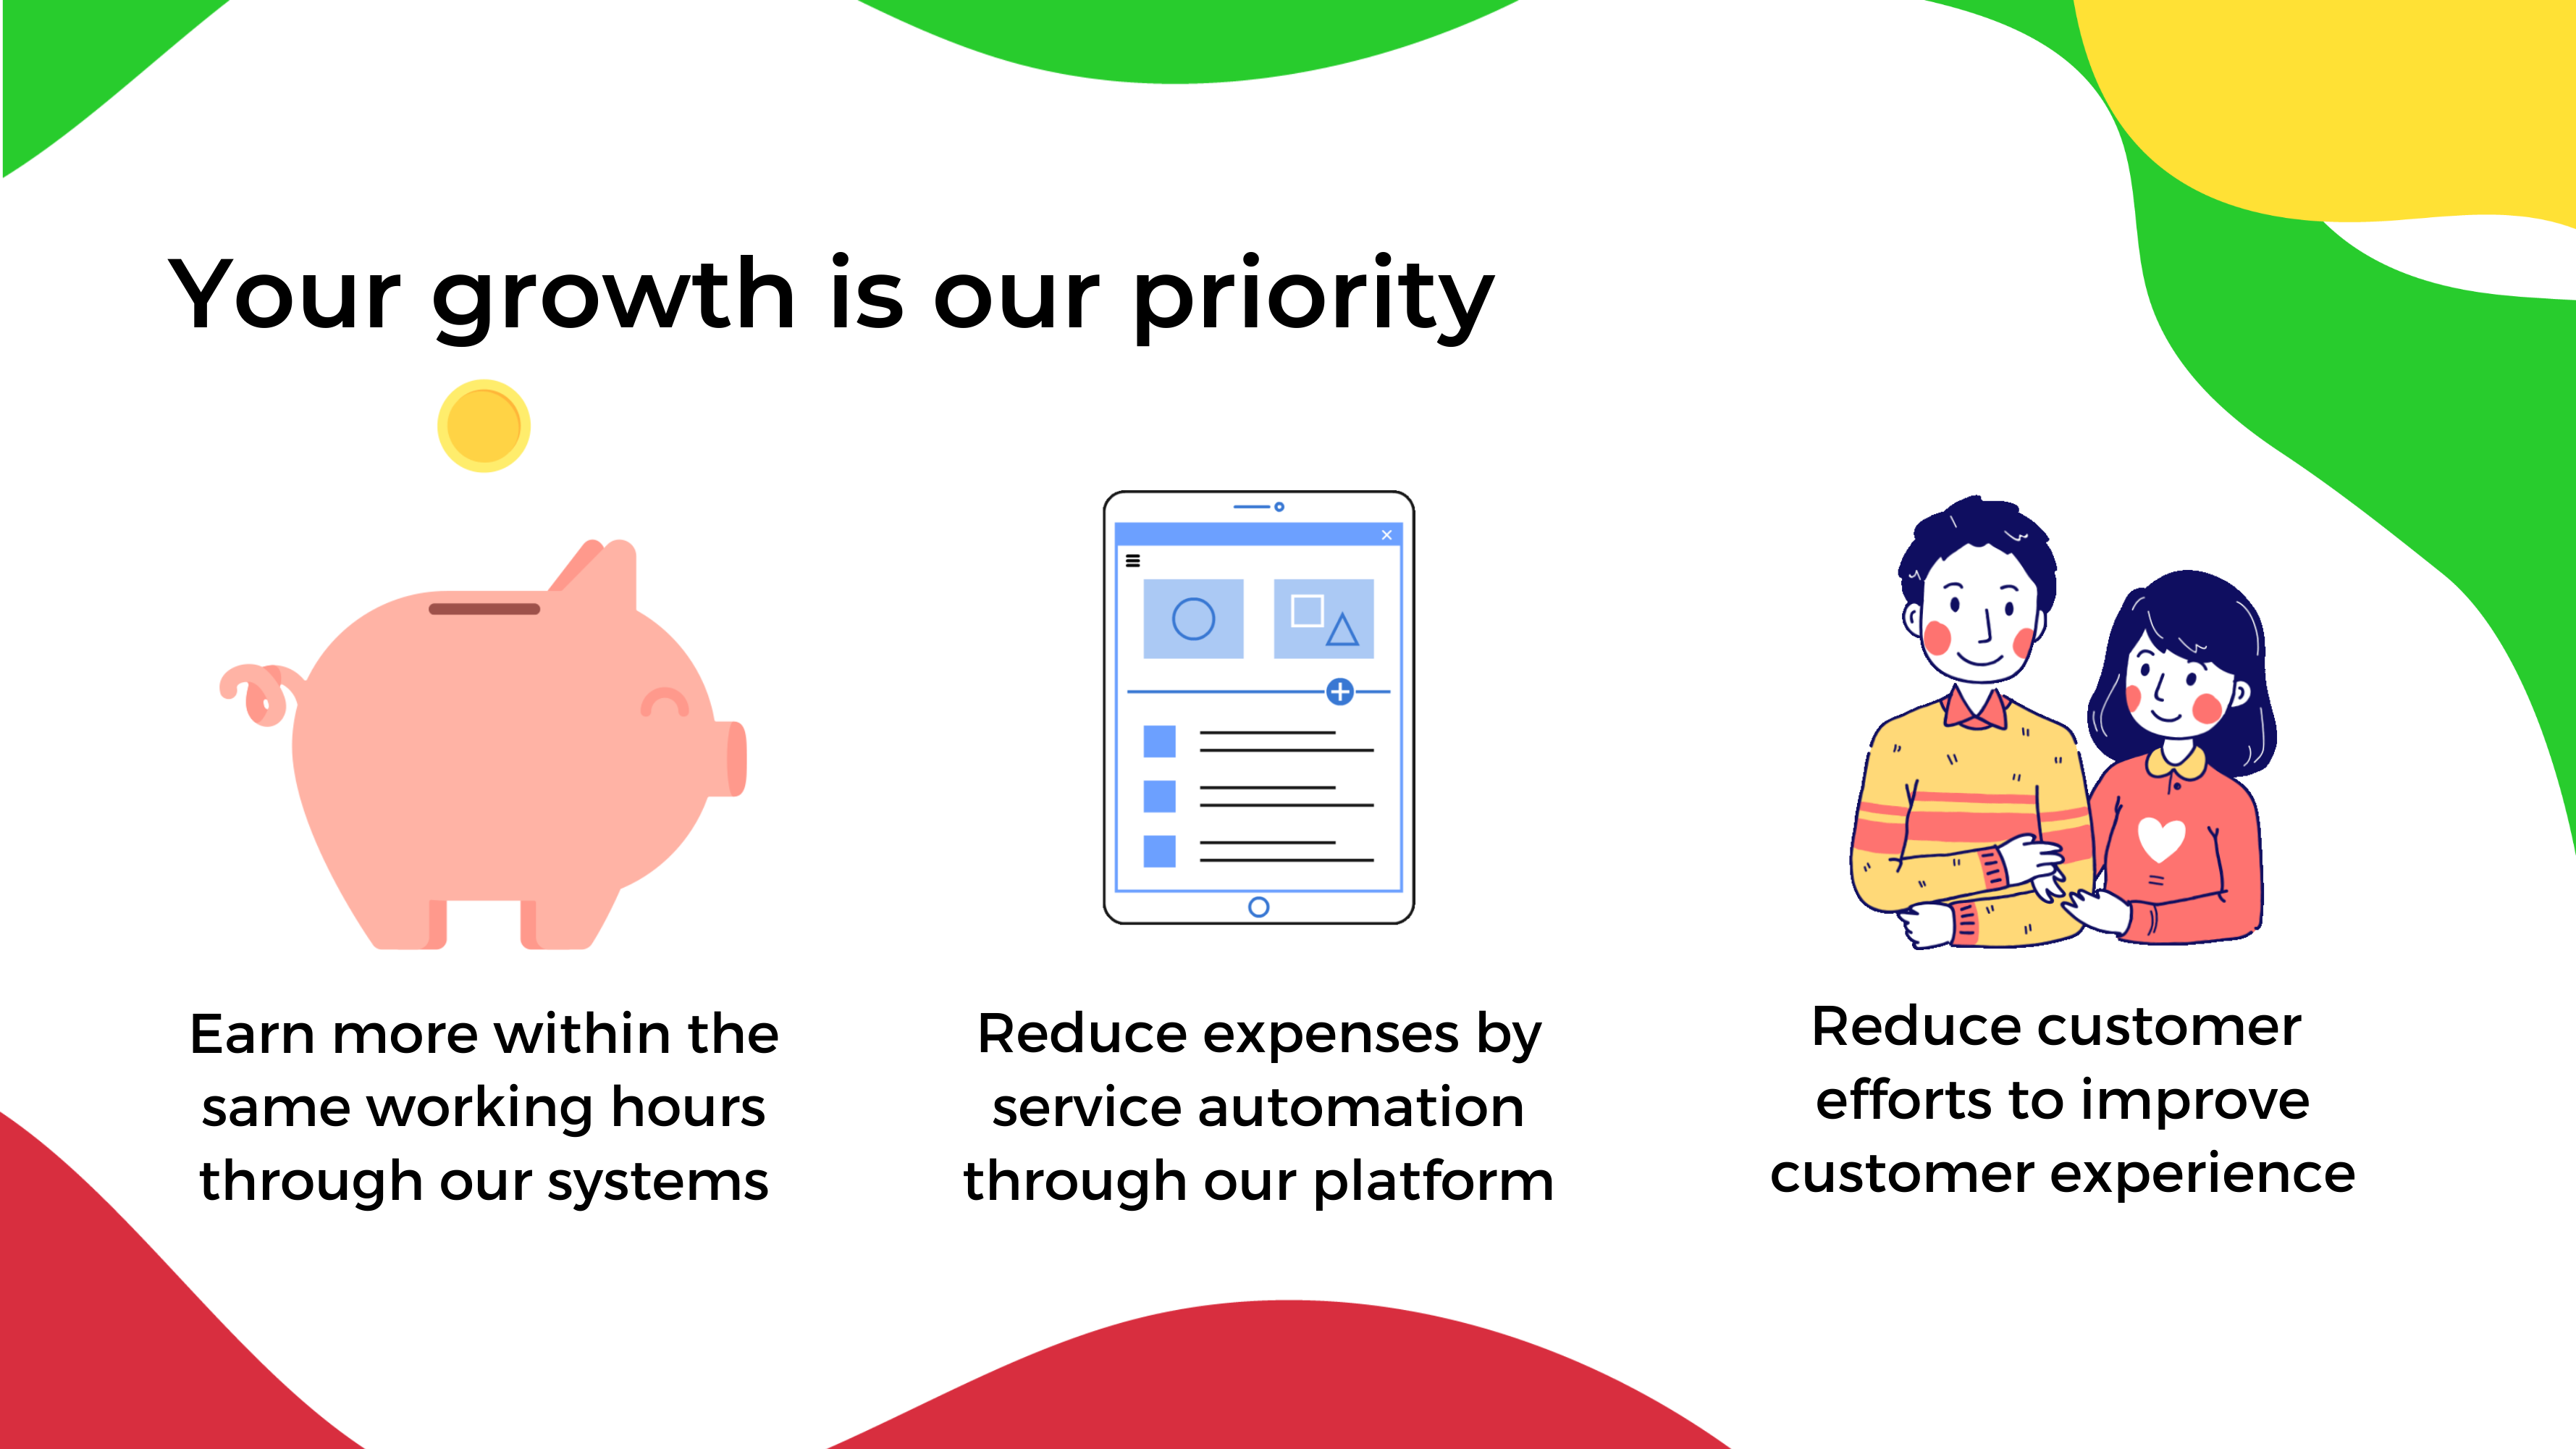 Your growth is our priority
Earn more within the
same working hours
through our systems
Reduce expenses by
service automation
through our platform
Reduce customer
efforts to improve
customer experience